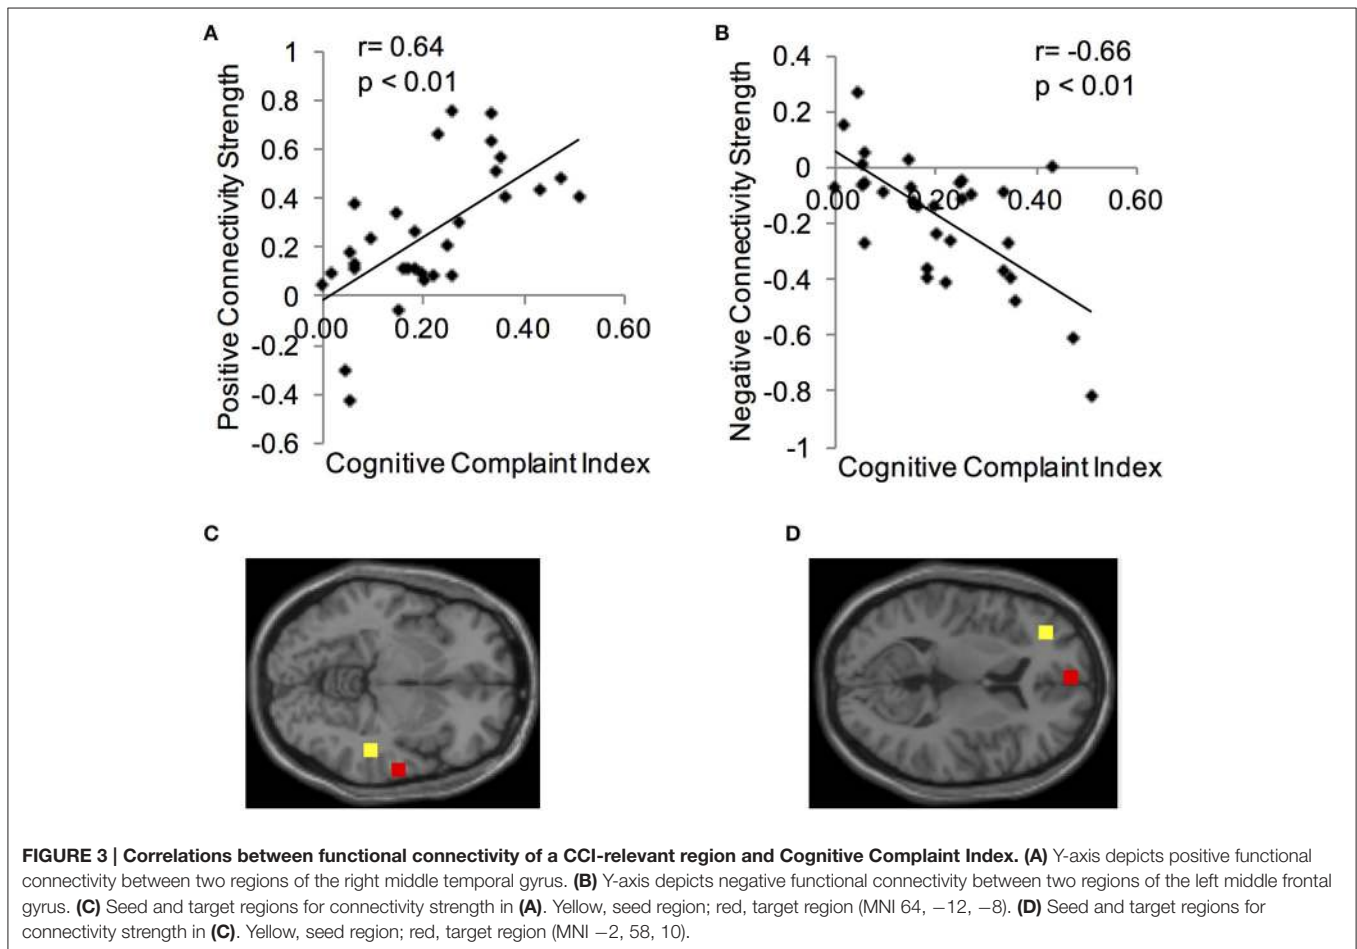 A
r= 0.64
p < 0.01
Positive Connectivity Strength
1
0.8
0.6
0.4
0.2
0
-0.2
-0.4
-0.6
0.00 0.20 0.40 0.60
Cognitive Complaint Index
B
r= -0.66
p < 0.01
Negative Connectivity Strength
0.4
0.2
0
-0.2
-0.4
-0.6
-0.8
-1
0.00 0.20 0.40 0.60
Cognitive Complaint Index
C
D
FIGURE 3 | Correlations between functional connectivity of a CCI-relevant region and Cognitive Complaint Index. (A) Y-axis depicts positive functional
connectivity between two regions of the right middle temporal gyrus. (B) Y-axis depicts negative functional connectivity between two regions of the left middle frontal
gyrus. (C) Seed and target regions for connectivity strength in (A). Yellow, seed region; red, target region (MNI 64, −12, −8). (D) Seed and target regions for
connectivity strength in (C). Yellow, seed region; red, target region (MNI −2, 58, 10).